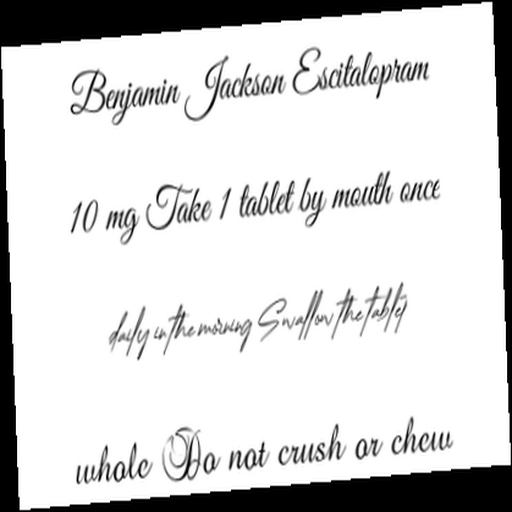 Benjamin Jackson Escitalopram
10 mg Take 1 tablet by mouth once
daily in the morning Swallow the tablet
whole Do not crush or chew